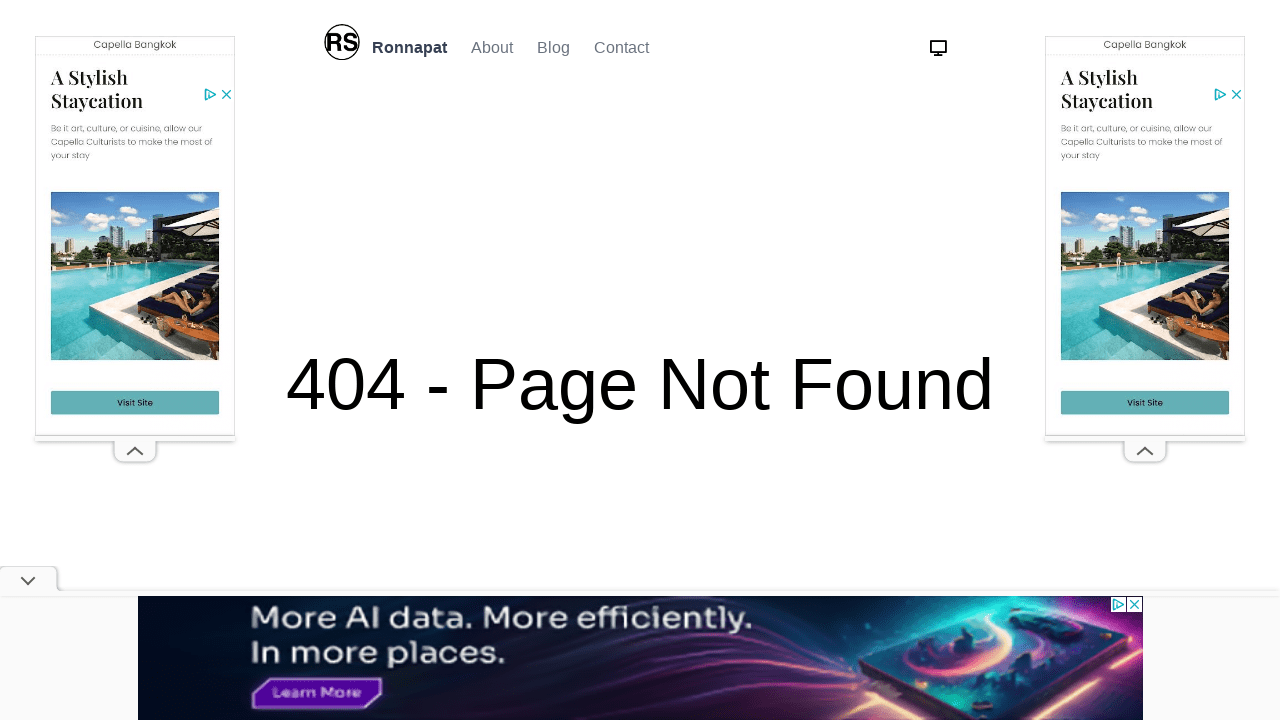 RS Ronnapat About Blog Contact
Capella Bangkok
A Stylish
Staycation
Be it art, culture, or cuisine, allow our
Capella Culturists to make the most of
your stay
Visit Site
404 - Page Not Found
Capella Bangkok
A Stylish
Staycation
Be it art, culture, or cuisine, allow our
Capella Culturists to make the most of
your stay
Visit Site
More AI data. More efficiently.
In more places.
Learn More